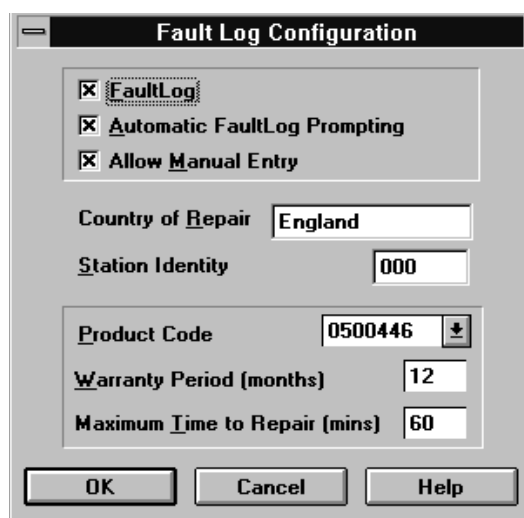 Fault Log Configuration
FaultLog
Automatic FaultLog Prompting
Allow Manual Entry
Country of Repair England
Station Identity 000
Product Code 0500446
Warranty Period (months) 12
Maximum Time to Repair (mins) 60
OK Cancel Help